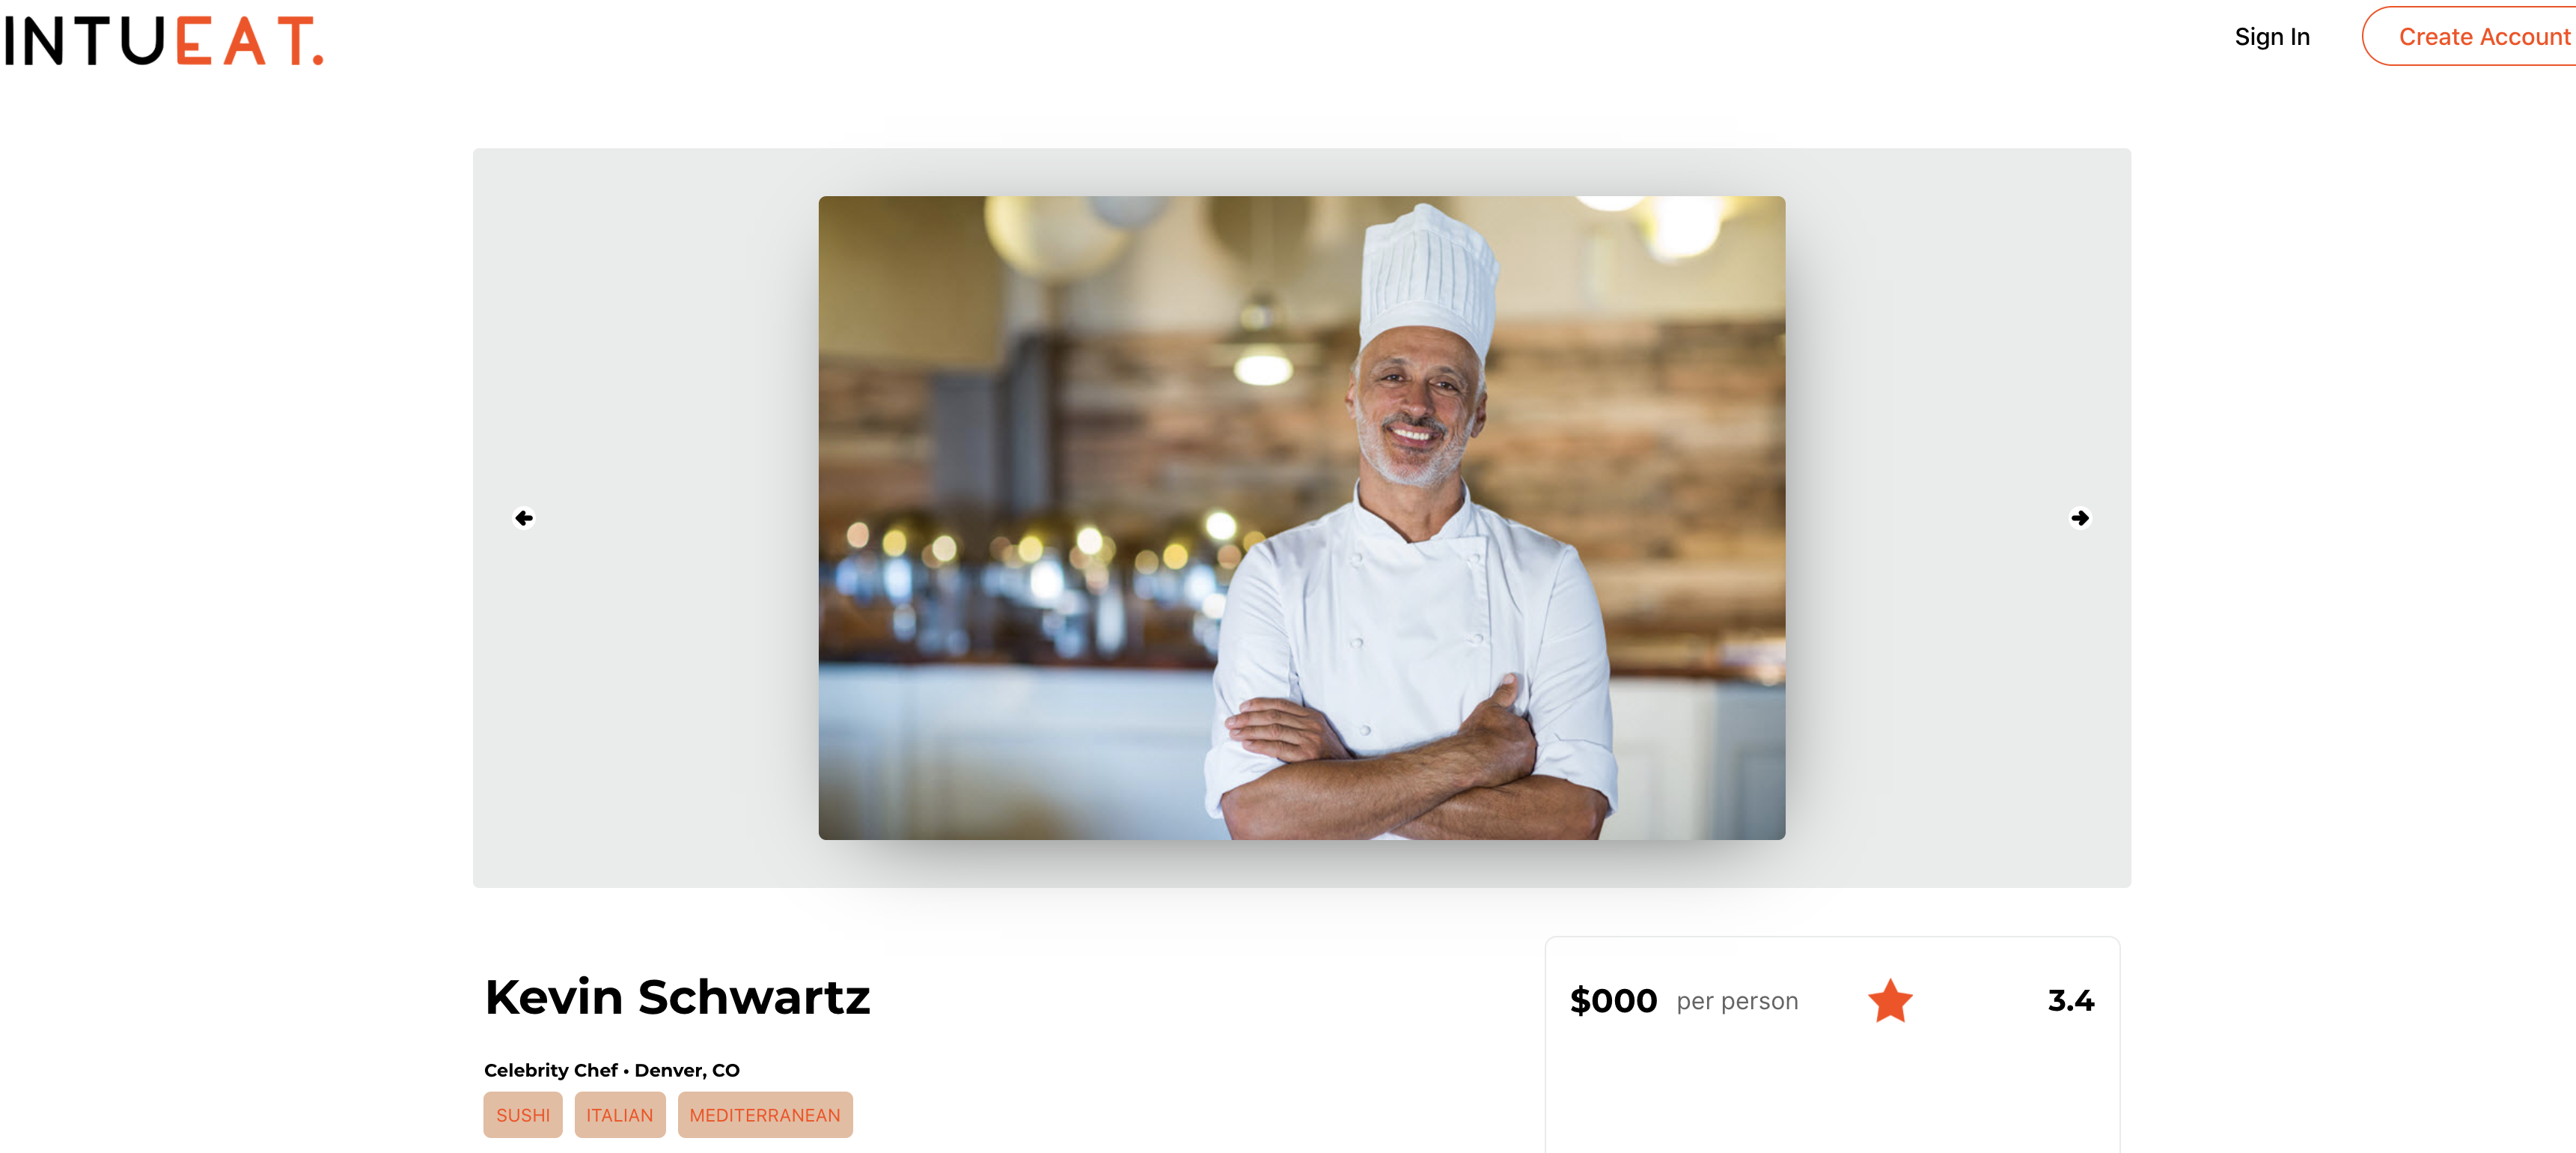 INTUEAT.
Sign In
Create Account
Kevin Schwartz
Celebrity Chef • Denver, CO
SUSHI
ITALIAN
MEDITERRANEAN
$000 per person
3.4